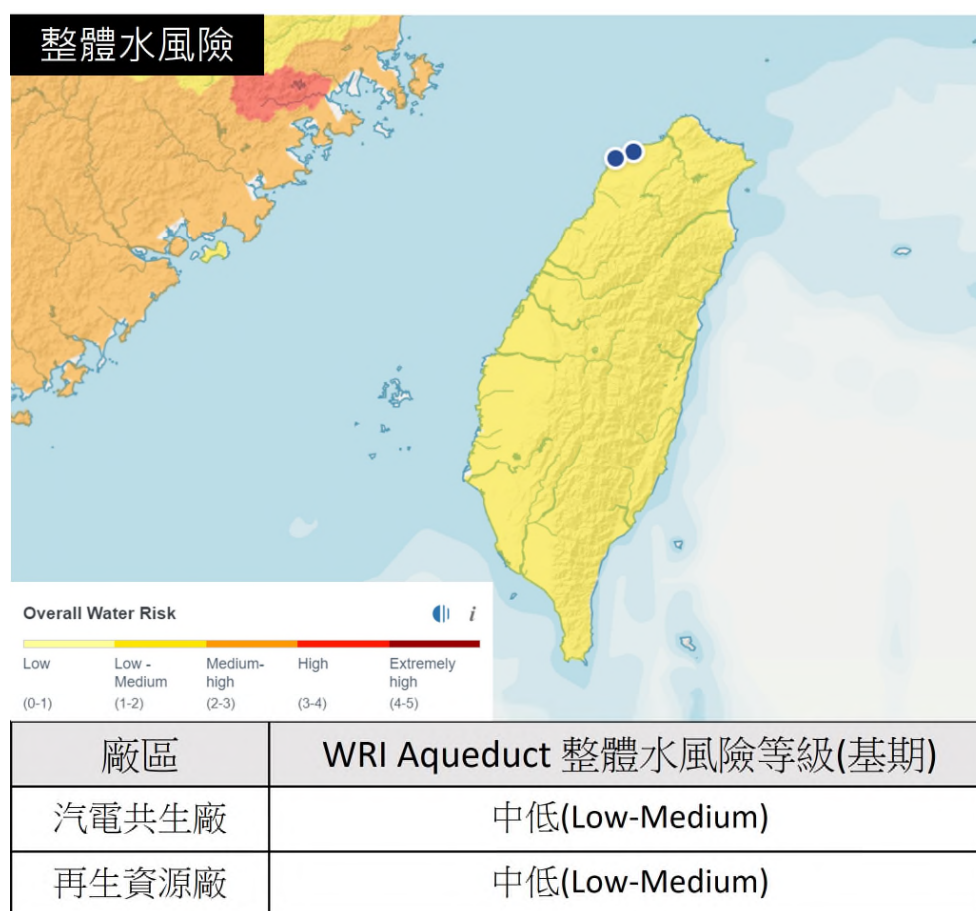 整體水風險
Overall Water Risk
i
Low
Low -
Medium
Medium-
high
High
Extremely
high
(0-1)
(1-2)
(2-3)
(3-4)
(4-5)
廠區
WRI Aqueduct 整體水風險等級(基期)
汽電共生廠
中低(Low-Medium)
再生資源廠
中低(Low-Medium)